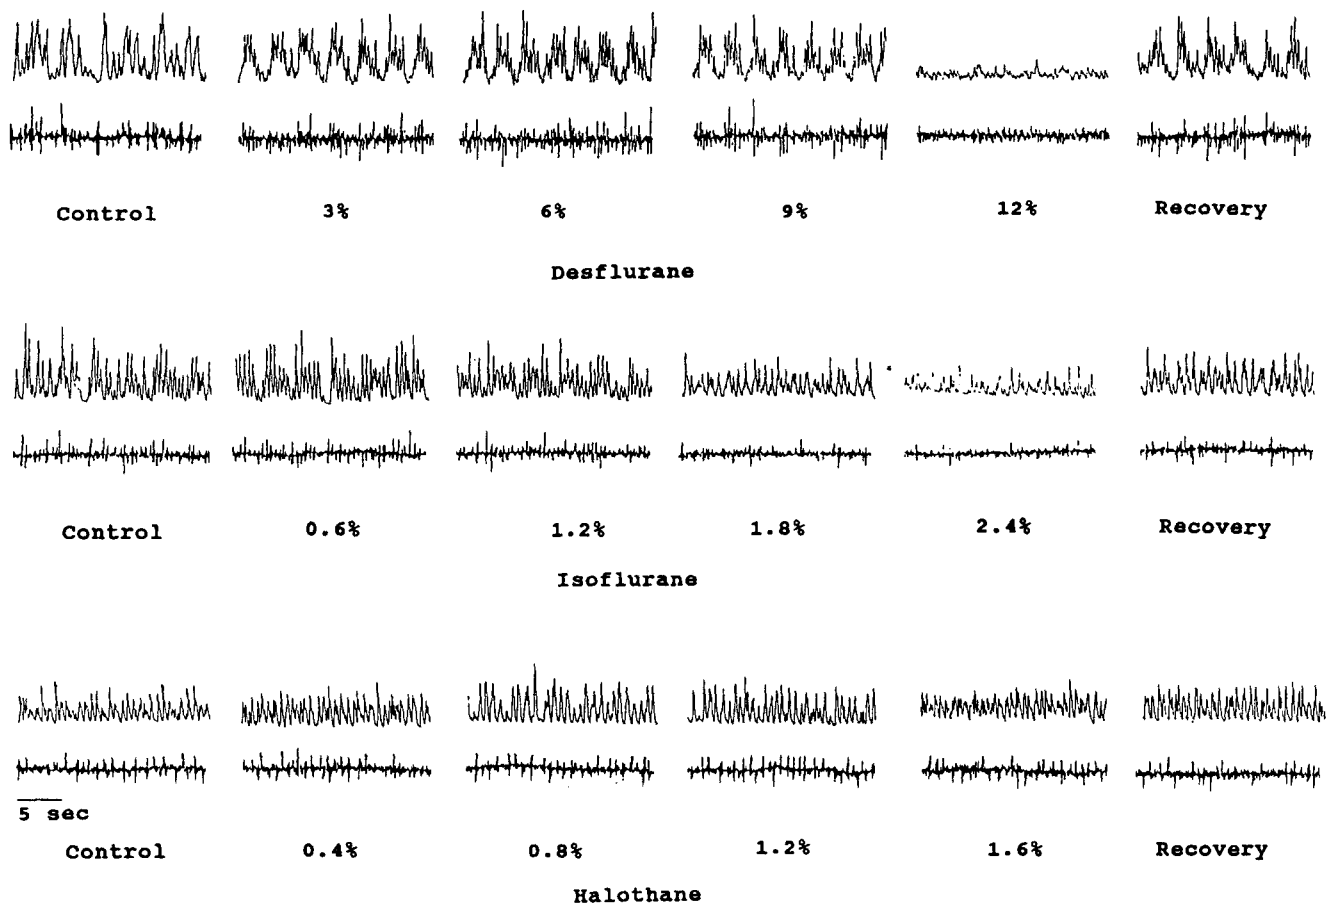 Control 3% 6% 9% 12% Recovery
Desflurane
Control 0.6% 1.2% 1.8% 2.4% Recovery
Isoflurane
5 sec
Control 0.4% 0.8% 1.2% 1.6% Recovery
Halothane